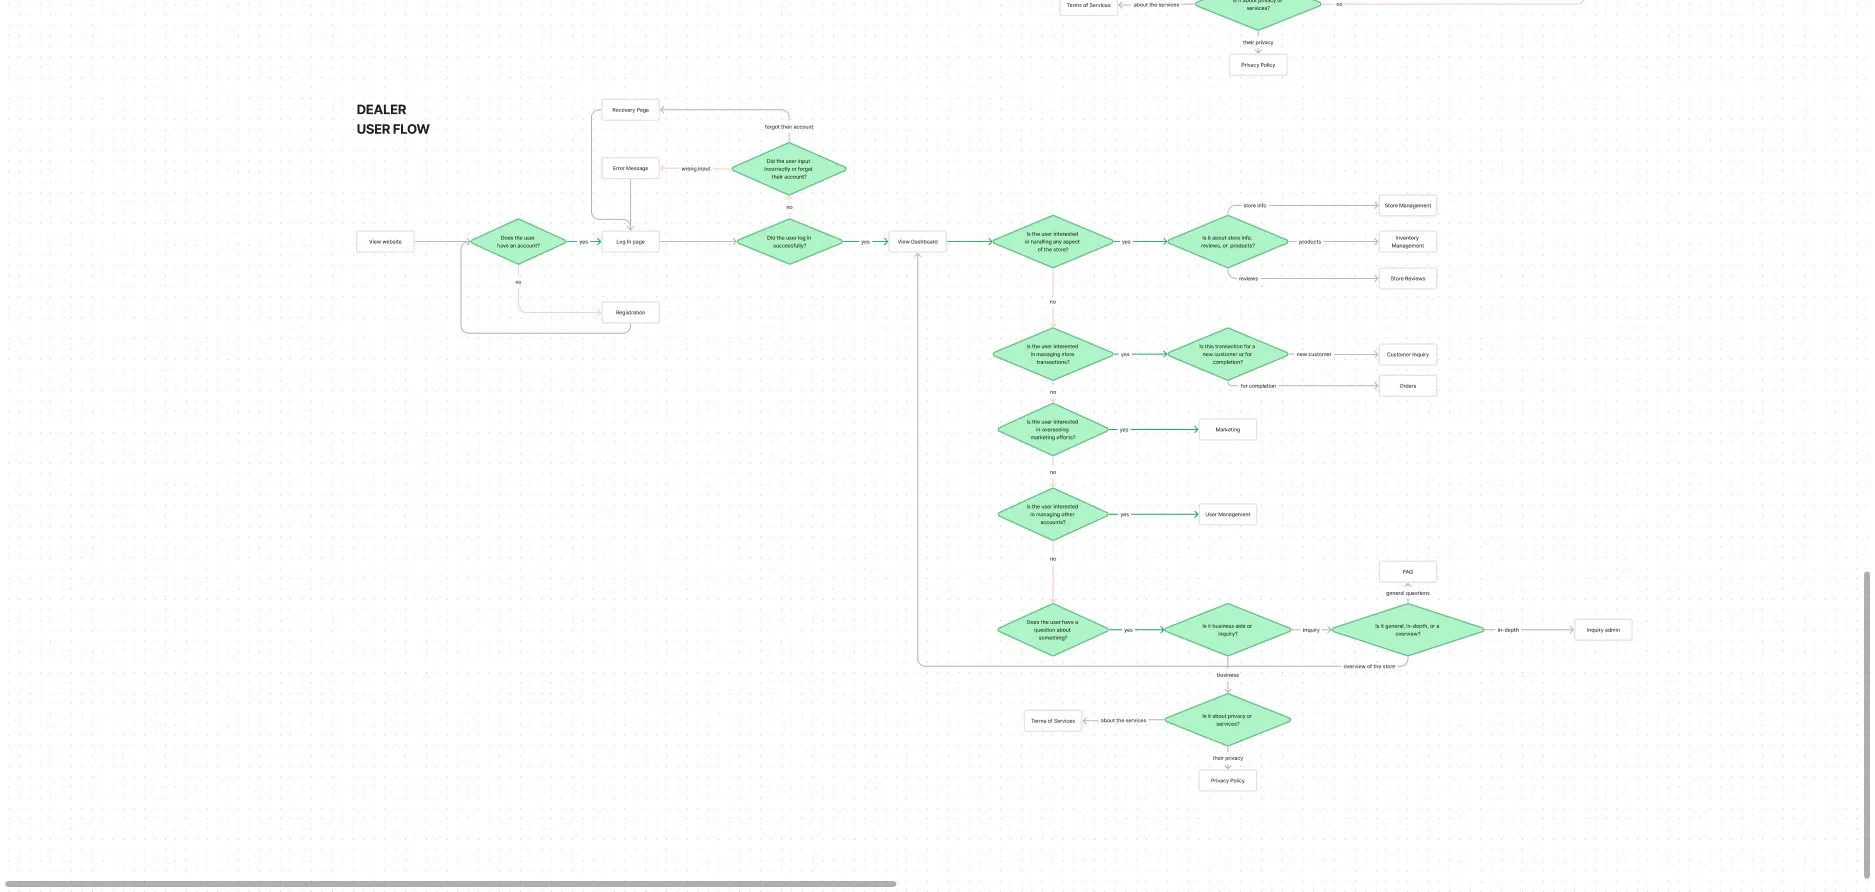 Is it about privacy or
services?
Terms of Services
about the services
no
their privacy
Privacy Policy
DEALER
USER FLOW
Recovery Page
forgot their account
Error Message
wrong input
Did the user input
incorrectly or forget
their account?
no
View website
Does the user
have an account?
yes
Log In page
Did the user log in
successfully?
yes
View Dashboard
Is the user interested
in handling any aspect
of the store?
yes
Is it about store info,
reviews, or products?
store info
Store Management
products
Inventory
Management
reviews
Store Reviews
no
Registration
no
Is the user interested
in managing store
transactions?
yes
Is this transaction for a
new customer or for
completion?
new customer
Customer Inquiry
for completion
Orders
no
Is the user interested
in overseeing
marketing efforts?
yes
Marketing
no
Is the user interested
in managing other
accounts?
yes
User Management
no
FAQ
general questions
Does the user have a
question about
something?
yes
Is it business side or
inquiry?
inquiry
Is it general, in-depth, or a
overview?
in-depth
Inquiry admin
overview of the store
business
Terms of Services
about the services
Is it about privacy or
services?
their privacy
Privacy Policy